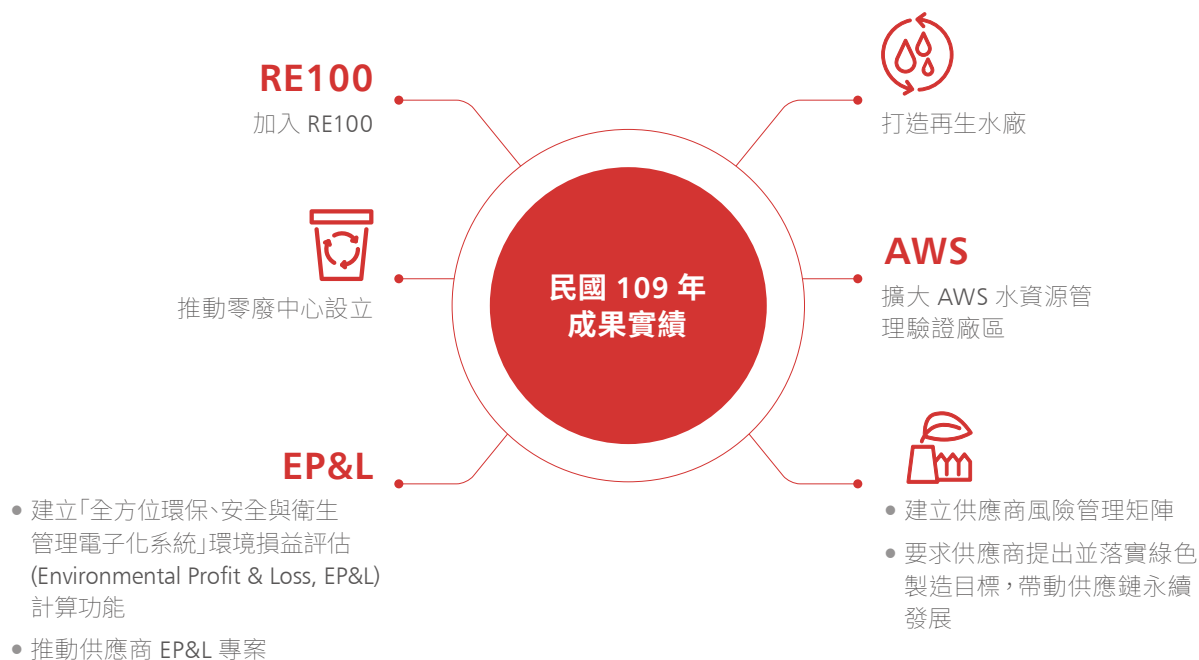 民國 109 年
成果實績
RE100
加入 RE100
推動零廢中心設立
EP&L
• 建立「全方位環保、安全與衛生
管理電子化系統」環境損益評估
(Environmental Profit & Loss, EP&L)
計算功能
• 推動供應商 EP&L 專案
打造再生水廠
AWS
擴大 AWS 水資源管
理驗證廠區
• 建立供應商風險管理矩陣
• 要求供應商提出並落實綠色
製造目標，帶動供應鏈永續
發展